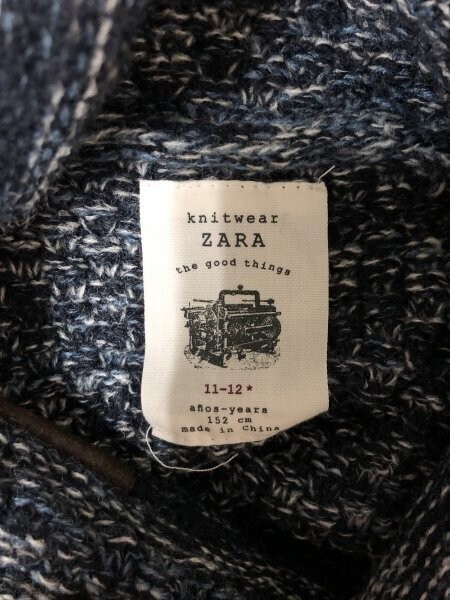 knitwear
ZARA
the good things
11-12*
años-years
152 cm
made in China